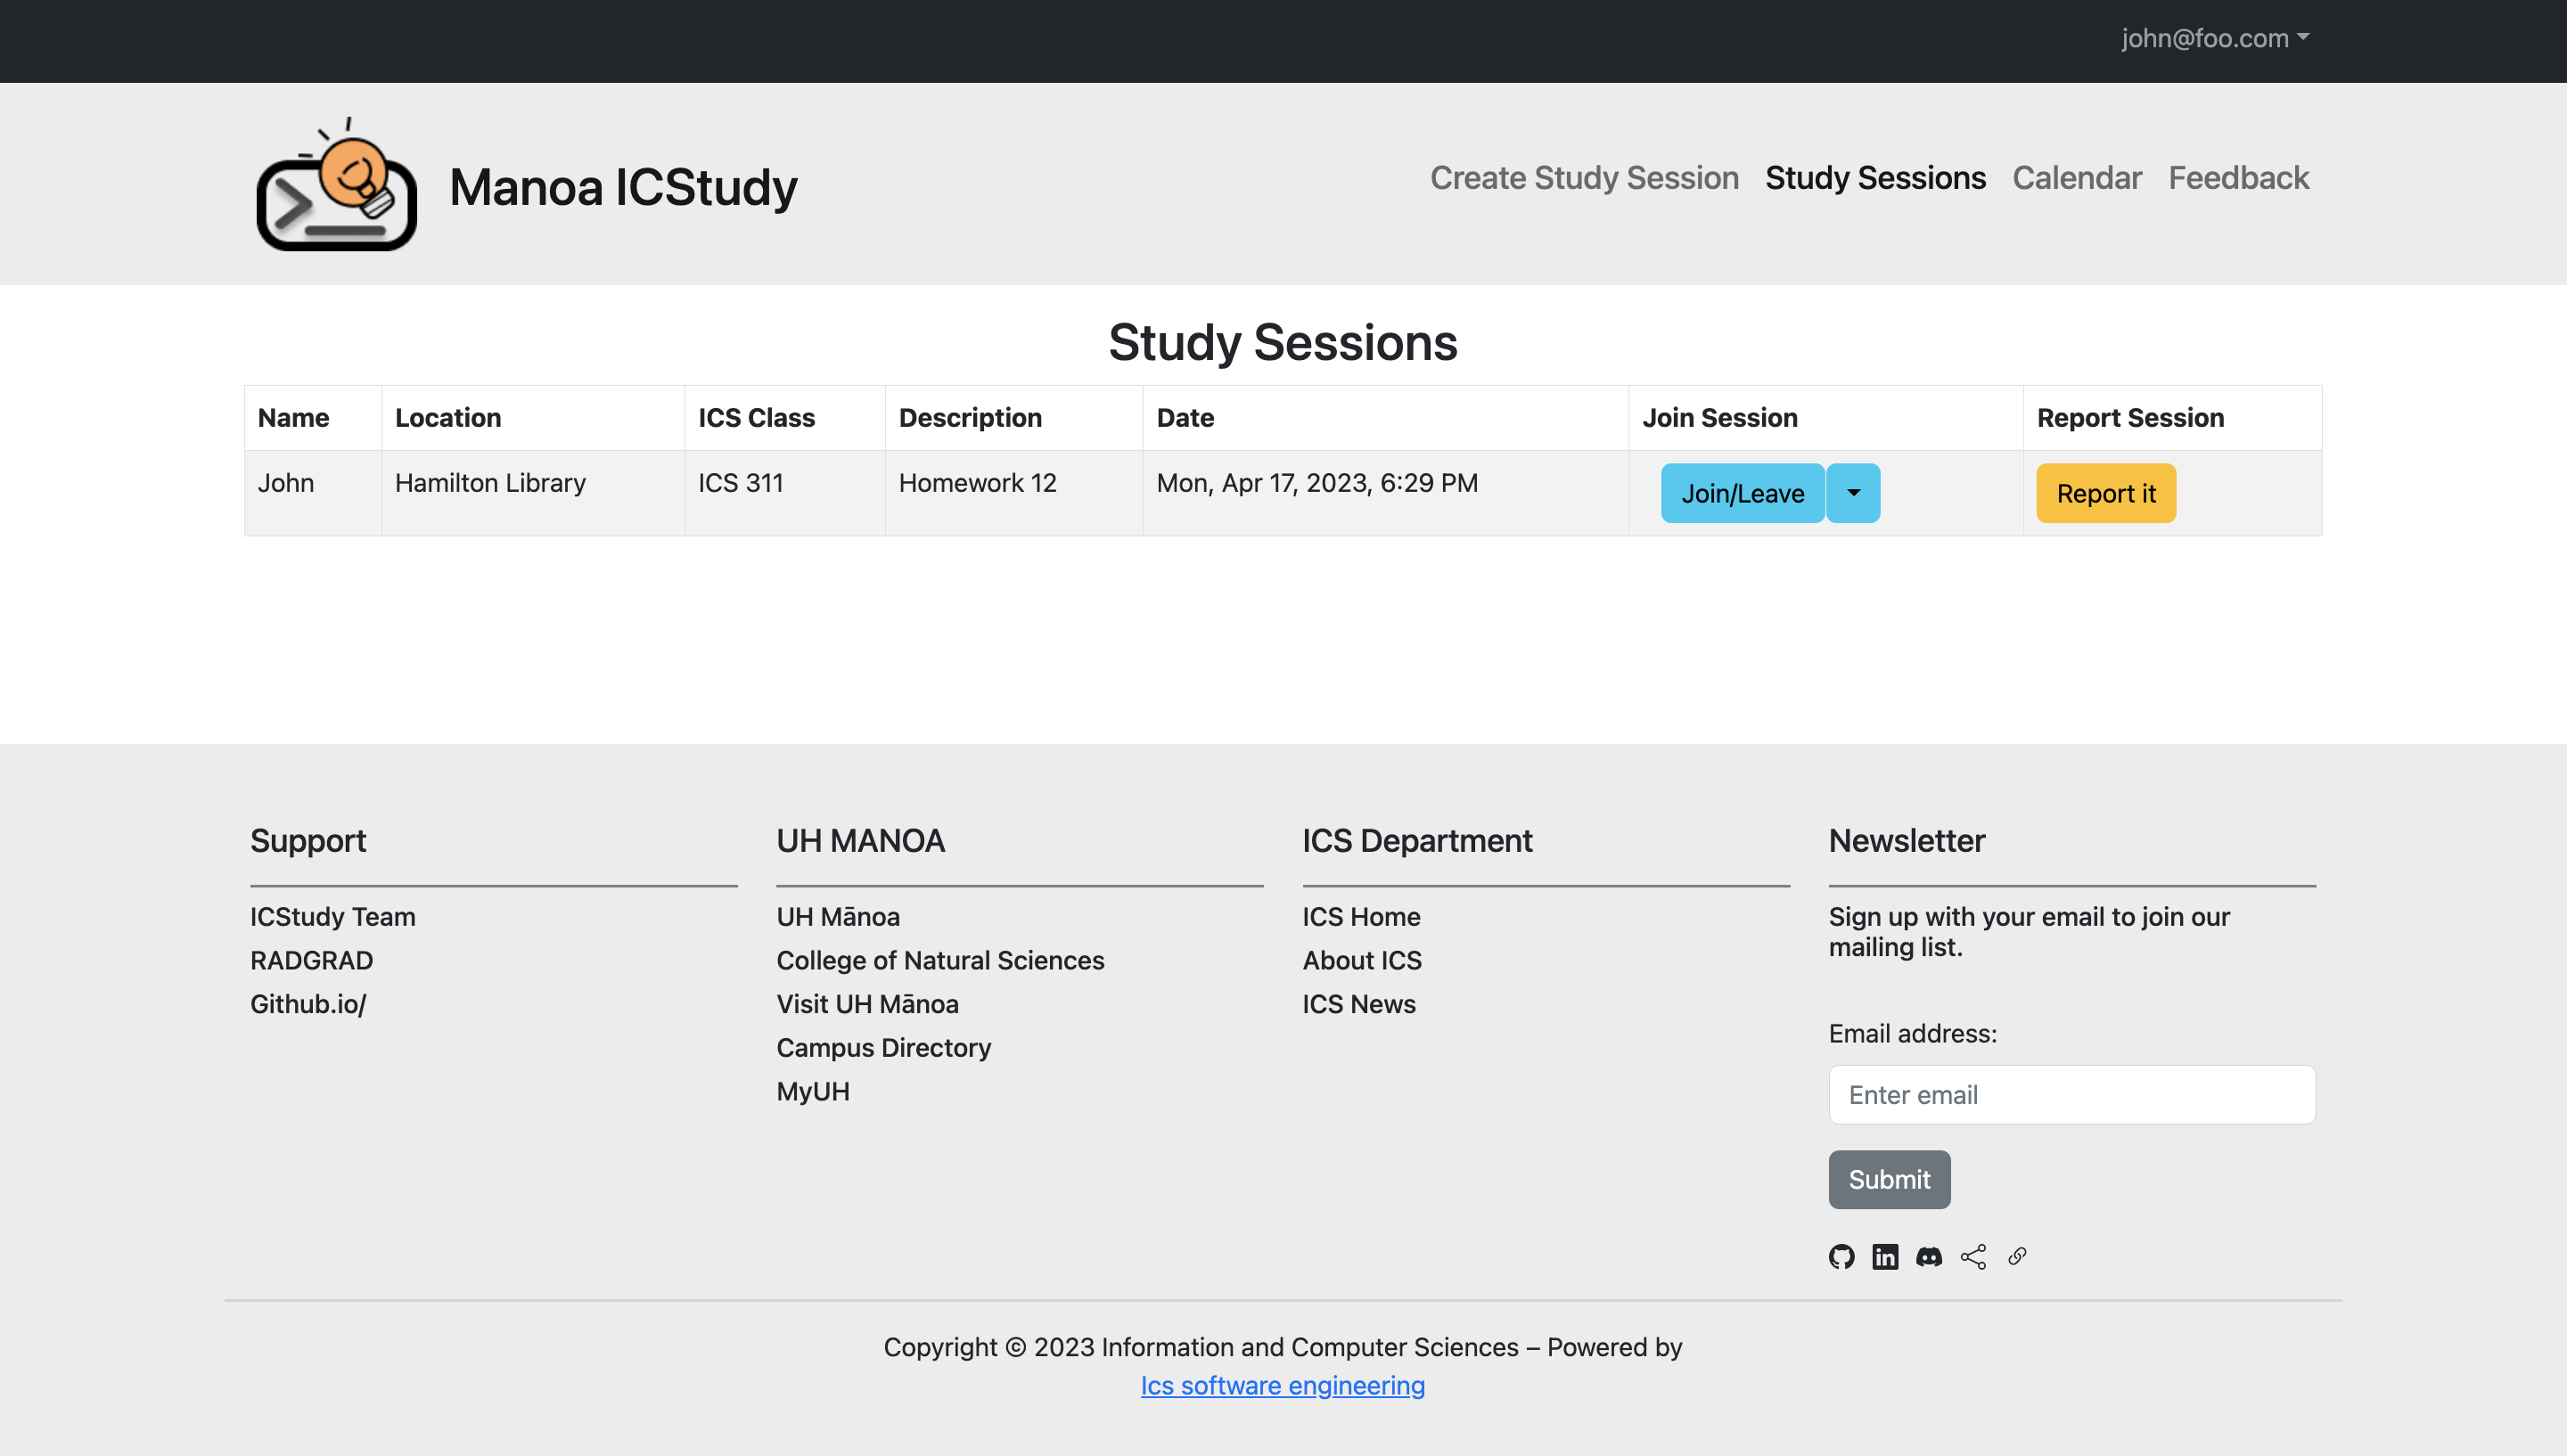 john@foo.com
Manoa ICStudy
Create Study Session Study Sessions Calendar Feedback
Study Sessions
Name Location ICS Class Description Date Join Session Report Session
John Hamilton Library ICS 311 Homework 12 Mon, Apr 17, 2023, 6:29 PM Join/Leave Report it
Support
ICStudy Team
RADGRAD
Github.io/
UH MANOA
UH Mānoa
College of Natural Sciences
Visit UH Mānoa
Campus Directory
MyUH
ICS Department
ICS Home
About ICS
ICS News
Newsletter
Sign up with your email to join our
mailing list.
Email address:
Enter email
Submit
Copyright © 2023 Information and Computer Sciences – Powered by
Ics software engineering